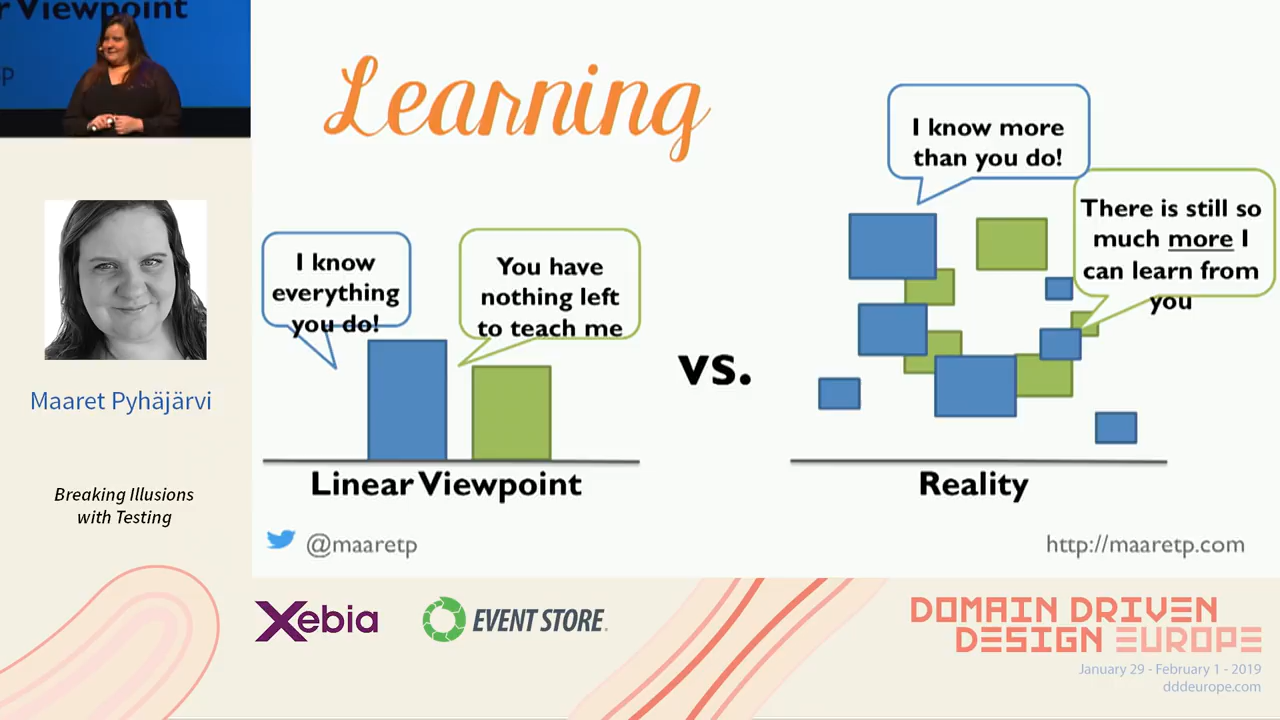 r Viewpoint
P
Learning
I know more
than you do!
There is still so
much more I
can learn from
you
I know
everything
you do!
You have
nothing left
to teach me
vs.
Linear Viewpoint
Reality
@maaretp
http://maaretp.com
Maaret Pyhäjärvi
Breaking Illusions
with Testing
Xebia
EVENT STORE
DOMAIN DRIVEN
DESIGN EUROPE
January 29 - February 1 - 2019
dddeurope.com